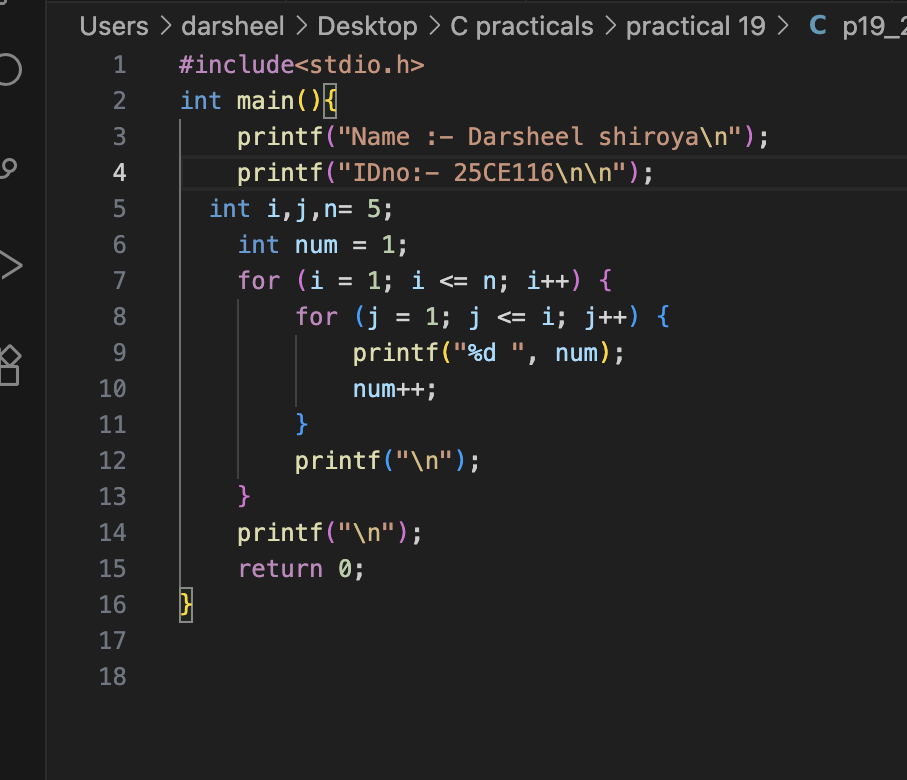 Users > darsheel > Desktop > C practicals > practical 19 > C p19_2
1 #include<stdio.h>
2 int main(){
3     printf("Name :- Darsheel shiroya\n");
4     printf("IDno:- 25CE116\n\n");
5   int i,j,n= 5;
6     int num = 1;
7     for (i = 1; i <= n; i++) {
8         for (j = 1; j <= i; j++) {
9             printf("%d ", num);
10             num++;
11         }
12         printf("\n");
13     }
14     printf("\n");
15     return 0;
16 }
17
18